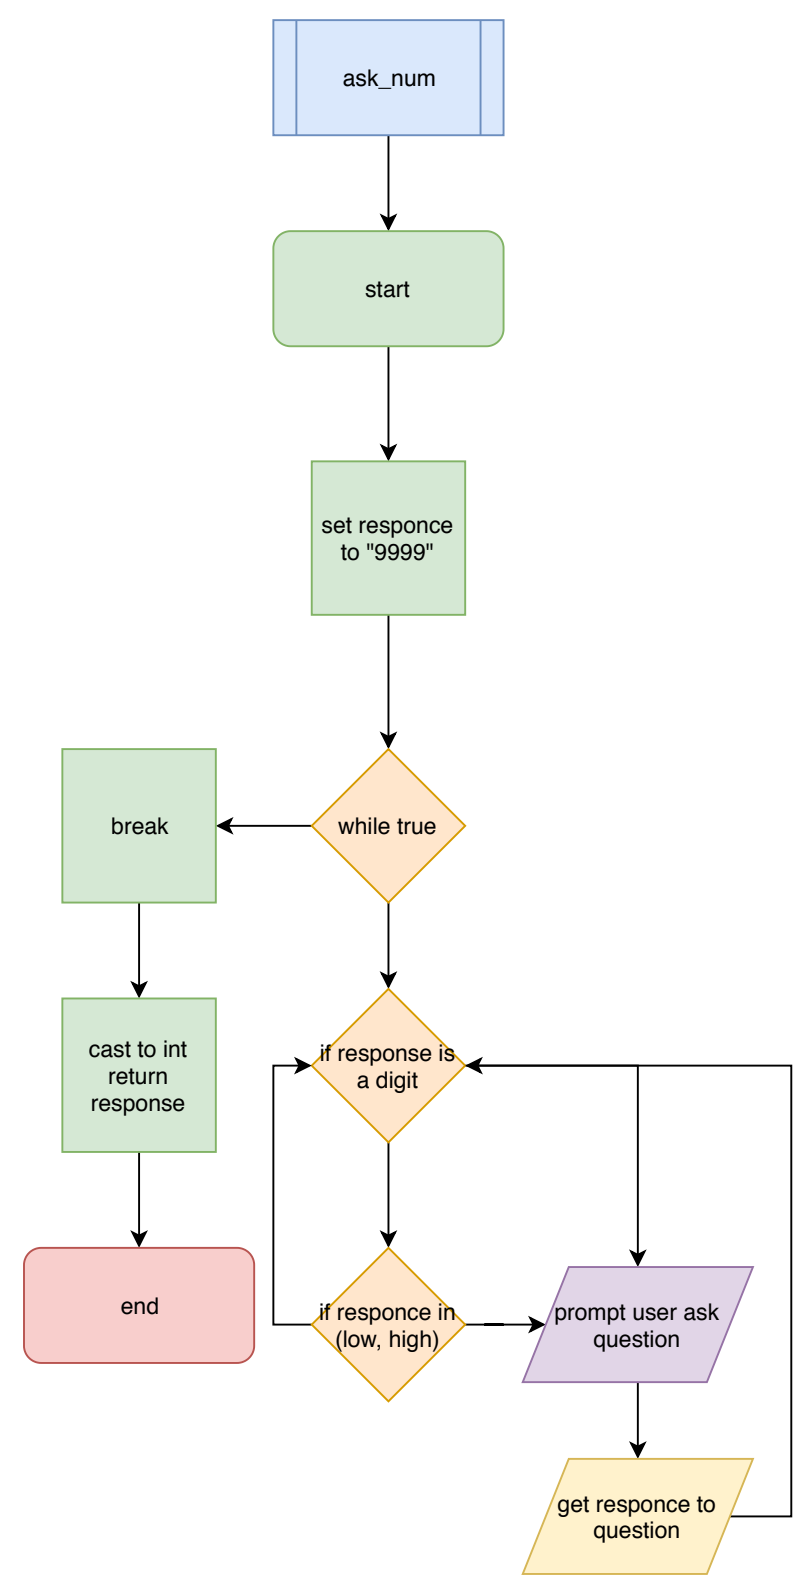 ask_num
start
set responce
to "9999"
break
while true
cast to int
return
response
if response is
a digit
end
if responce in
(low, high)
prompt user ask
question
get responce to
question